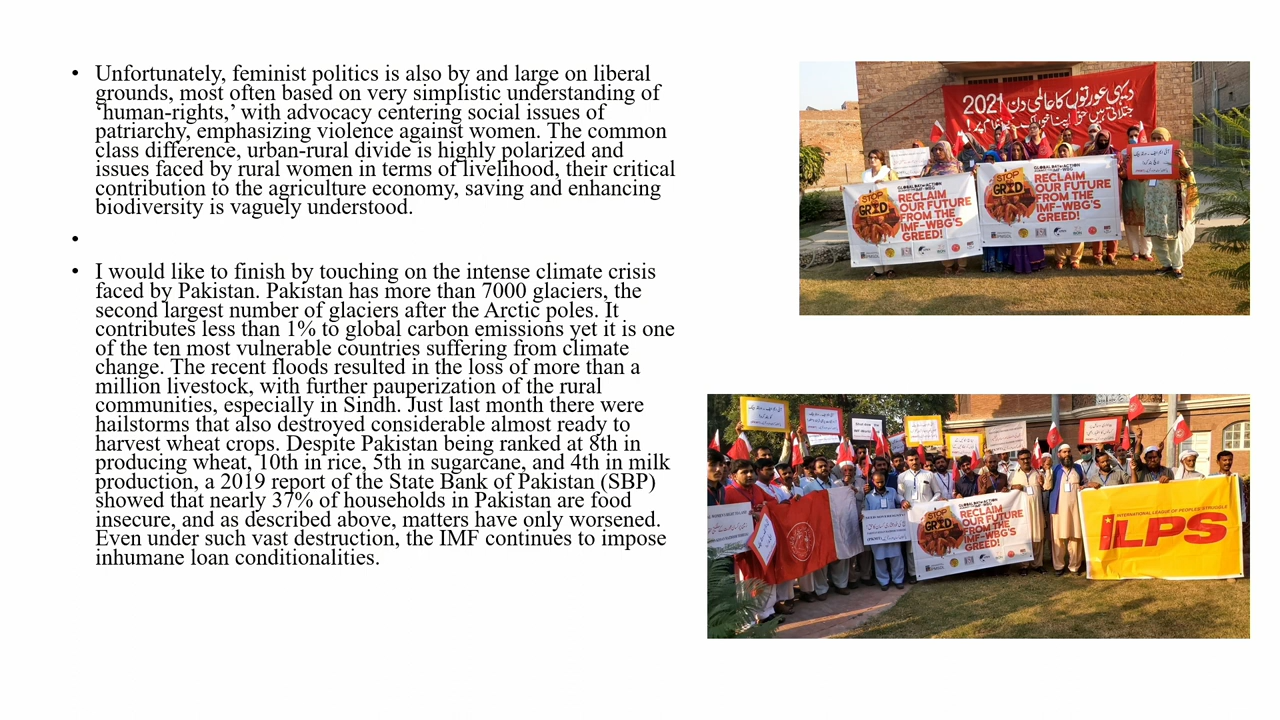 • Unfortunately, feminist politics is also by and large on liberal
grounds, most often based on very simplistic understanding of
‘human-rights,’ with advocacy centering social issues of
patriarchy, emphasizing violence against women. The common
class difference, urban-rural divide is highly polarized and
issues faced by rural women in terms of livelihood, their critical
contribution to the agriculture economy, saving and enhancing
biodiversity is vaguely understood.
•
• I would like to finish by touching on the intense climate crisis
faced by Pakistan. Pakistan has more than 7000 glaciers, the
second largest number of glaciers after the Arctic poles. It
contributes less than 1% to global carbon emissions yet it is one
of the ten most vulnerable countries suffering from climate
change. The recent floods resulted in the loss of more than a
million livestock, with further pauperization of the rural
communities, especially in Sindh. Just last month there were
hailstorms that also destroyed considerable almost ready to
harvest wheat crops. Despite Pakistan being ranked at 8th in
producing wheat, 10th in rice, 5th in sugarcane, and 4th in milk
production, a 2019 report of the State Bank of Pakistan (SBP)
showed that nearly 37% of households in Pakistan are food
insecure, and as described above, matters have only worsened.
Even under such vast destruction, the IMF continues to impose
inhumane loan conditionalities.
دیہی عورتوں کا عالمی دن 2021
STOP
GRID
RECLAIM
OUR FUTURE
FROM THE
IMF-WBG'S
GREED!
STOP
GRID
RECLAIM
OUR FUTURE
FROM THE
IMF-WBG'S
GREED!
STOP
GRID
RECLAIM
OUR FUTURE
FROM THE
IMF-WBG'S
GREED!
INTERNATIONAL LEAGUE OF PEOPLES' STRUGGLE
ILPS